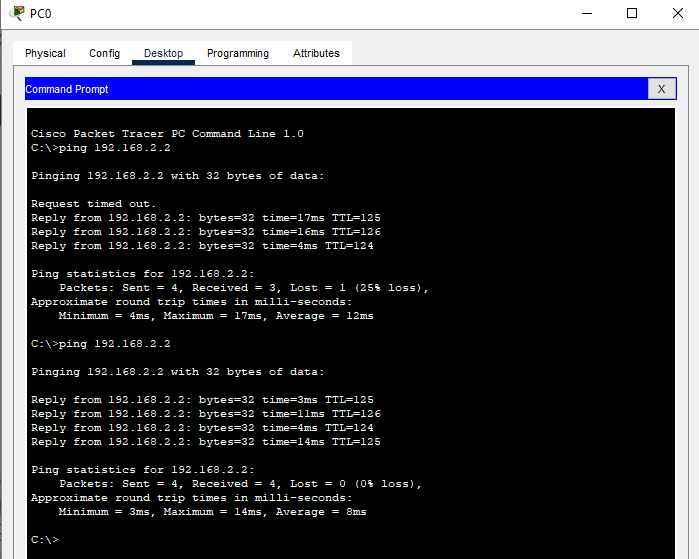 PC0
Physical Config Desktop Programming Attributes
Command Prompt X
Cisco Packet Tracer PC Command Line 1.0
C:\>ping 192.168.2.2
Pinging 192.168.2.2 with 32 bytes of data:
Request timed out.
Reply from 192.168.2.2: bytes=32 time=17ms TTL=125
Reply from 192.168.2.2: bytes=32 time=16ms TTL=126
Reply from 192.168.2.2: bytes=32 time=4ms TTL=124
Ping statistics for 192.168.2.2:
Packets: Sent = 4, Received = 3, Lost = 1 (25% loss),
Approximate round trip times in milli-seconds:
Minimum = 4ms, Maximum = 17ms, Average = 12ms
C:\>ping 192.168.2.2
Pinging 192.168.2.2 with 32 bytes of data:
Reply from 192.168.2.2: bytes=32 time=3ms TTL=125
Reply from 192.168.2.2: bytes=32 time=11ms TTL=126
Reply from 192.168.2.2: bytes=32 time=4ms TTL=124
Reply from 192.168.2.2: bytes=32 time=14ms TTL=125
Ping statistics for 192.168.2.2:
Packets: Sent = 4, Received = 4, Lost = 0 (0% loss),
Approximate round trip times in milli-seconds:
Minimum = 3ms, Maximum = 14ms, Average = 8ms
C:\>